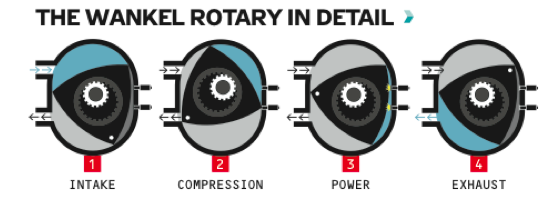 THE WANKEL ROTARY IN DETAIL
1 2 3 4
INTAKE COMPRESSION POWER EXHAUST